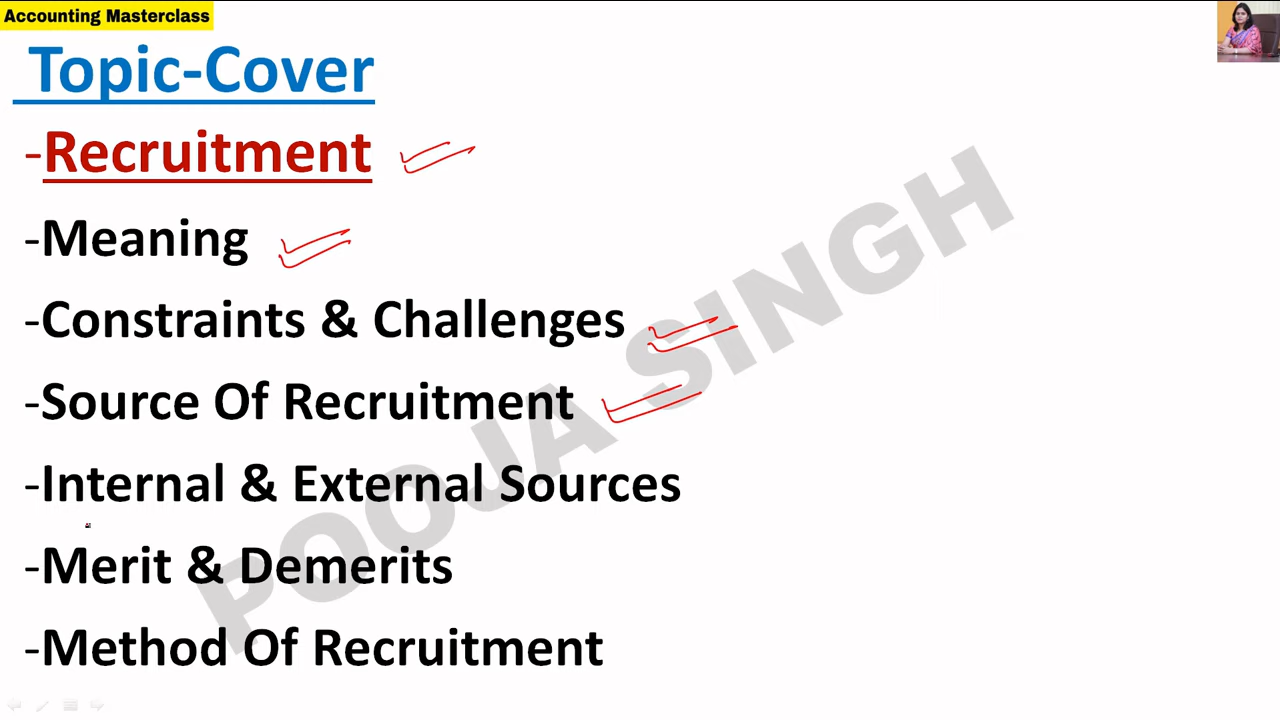 Accounting Masterclass
Topic-Cover
-Recruitment
-Meaning
-Constraints & Challenges
-Source Of Recruitment
-Internal & External Sources
-Merit & Demerits
-Method Of Recruitment
POOJA SINGH